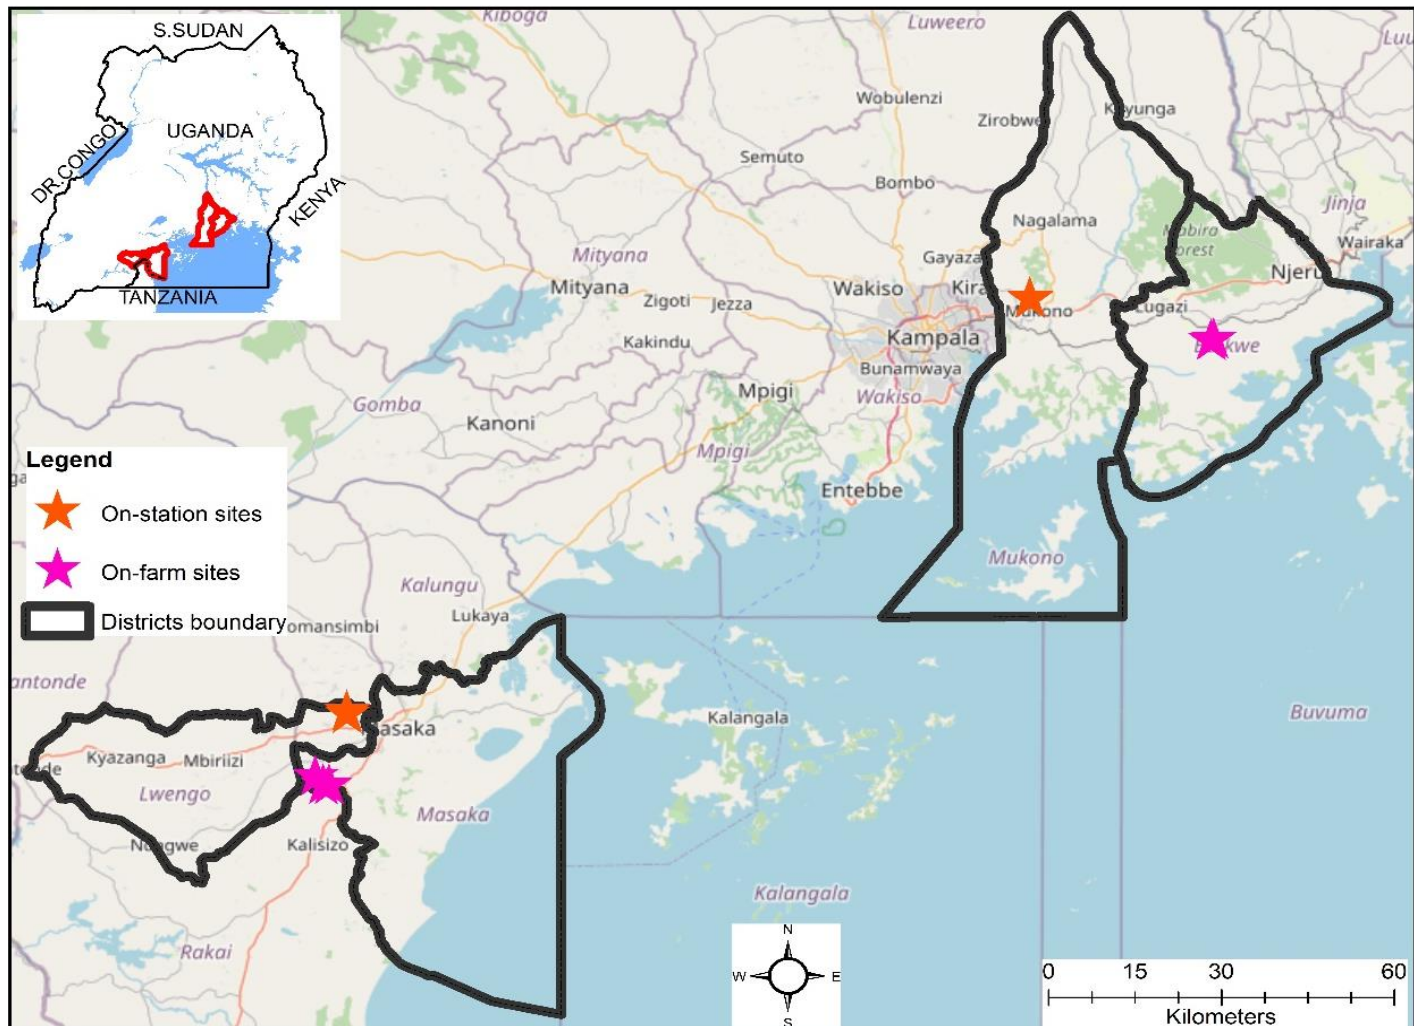 Kiboga
Luweero
S.SUDAN
UGANDA
DR.CONGO
KENYA
TANZANIA
Wobulenzi
Zirobwe
Semuto
Bombo
Nagalama
Jinja
Wairaka
Gayaza
Mityana
Mityana
Zigoti
Jezza
Wakiso
Njeru
Lugazi
Mukono
Kampala
Kakindu
Bunamwaya
Wakiso
Mpigi
Gomba
Kanoni
Mpigi
Entebbe
Legend
On-station sites
On-farm sites
Districts boundary
Mukono
Kalungu
Lukaya
Kalangala
Buvuma
Kyazanga
Mbiriizi
Lwengo
Masaka
Kalisizo
Kalangala
Rakai
N
W
E
S
0
15
30
60
Kilometers